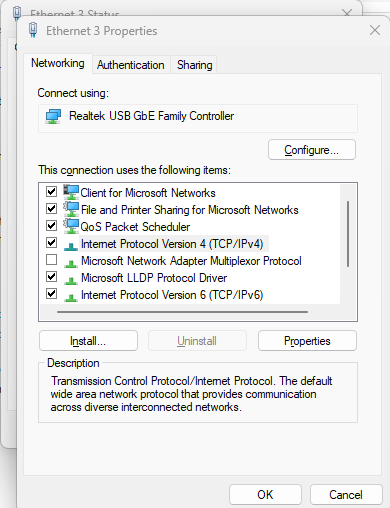 Ethernet 3 Status
Ethernet 3 Properties
Networking Authentication Sharing
Connect using:
Realtek USB GbE Family Controller
Configure...
This connection uses the following items:
Client for Microsoft Networks
File and Printer Sharing for Microsoft Networks
QoS Packet Scheduler
Internet Protocol Version 4 (TCP/IPv4)
Microsoft Network Adapter Multiplexor Protocol
Microsoft LLDP Protocol Driver
Internet Protocol Version 6 (TCP/IPv6)
Install... Uninstall Properties
Description
Transmission Control Protocol/Internet Protocol. The default
wide area network protocol that provides communication
across diverse interconnected networks.
OK Cancel